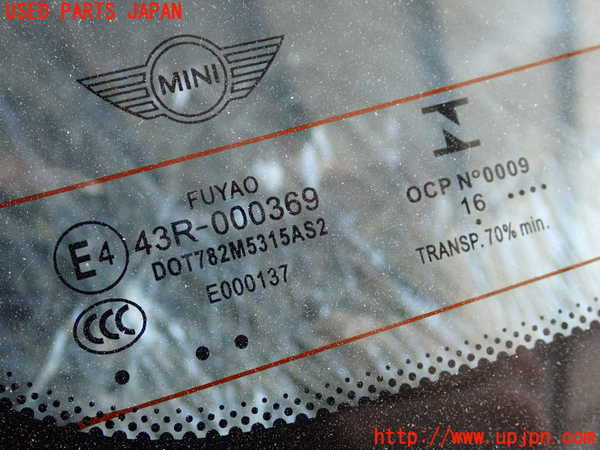 USED PARTS JAPAN
MINI
FUYAO
E4 43R-000369
DOT782M5315AS2
E000137
CCC
OCP Nº0009
16 ....
TRANSP. 70% min.
http://www.upjpn.com/